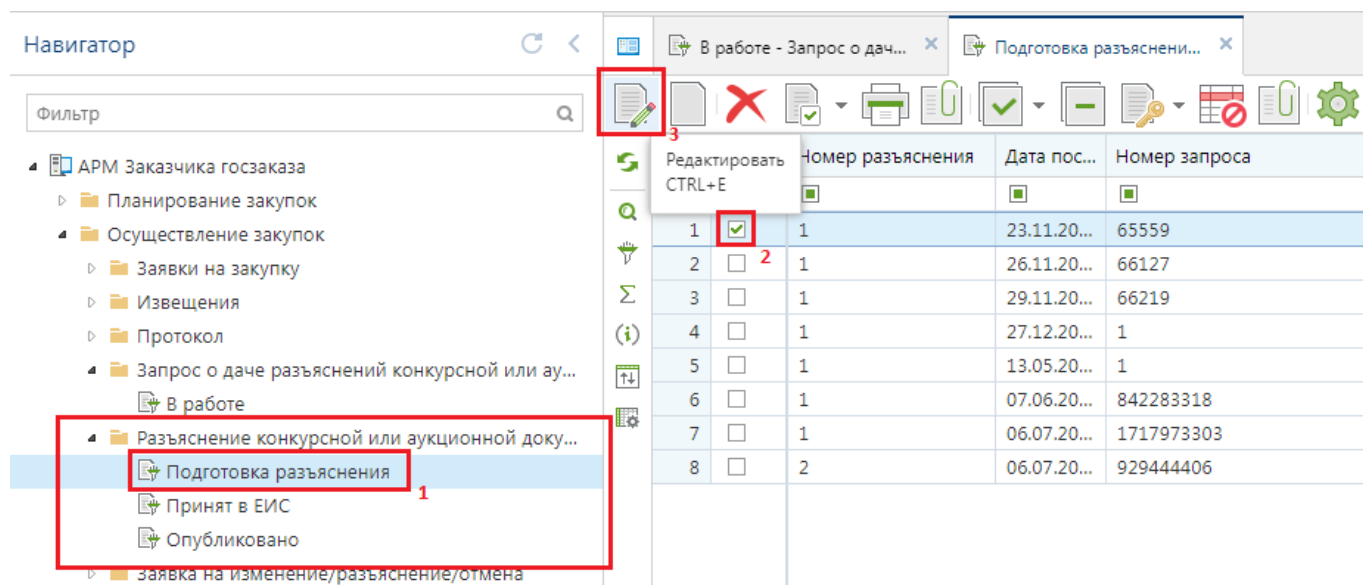 Навигатор
В работе - Запрос о дач...
Подготовка разъяснени...
Фильтр
3
Редактировать
CTRL+E
Номер разъяснения Дата пос... Номер запроса
АРМ Заказчика госзаказа
Планирование закупок
Осуществление закупок
Заявки на закупку
Извещения
Протокол
Запрос о даче разъяснений конкурсной или ау...
В работе
Разъяснение конкурсной или аукционной доку...
Подготовка разъяснения
1
Принят в ЕИС
Опубликовано
Заявка на изменение/разъяснение/отмена
1 1 23.11.20... 65559
2
2 1 26.11.20... 66127
3 1 29.11.20... 66219
4 1 27.12.20... 1
5 1 13.05.20... 1
6 1 07.06.20... 842283318
7 1 06.07.20... 1717973303
8 2 06.07.20... 929444406